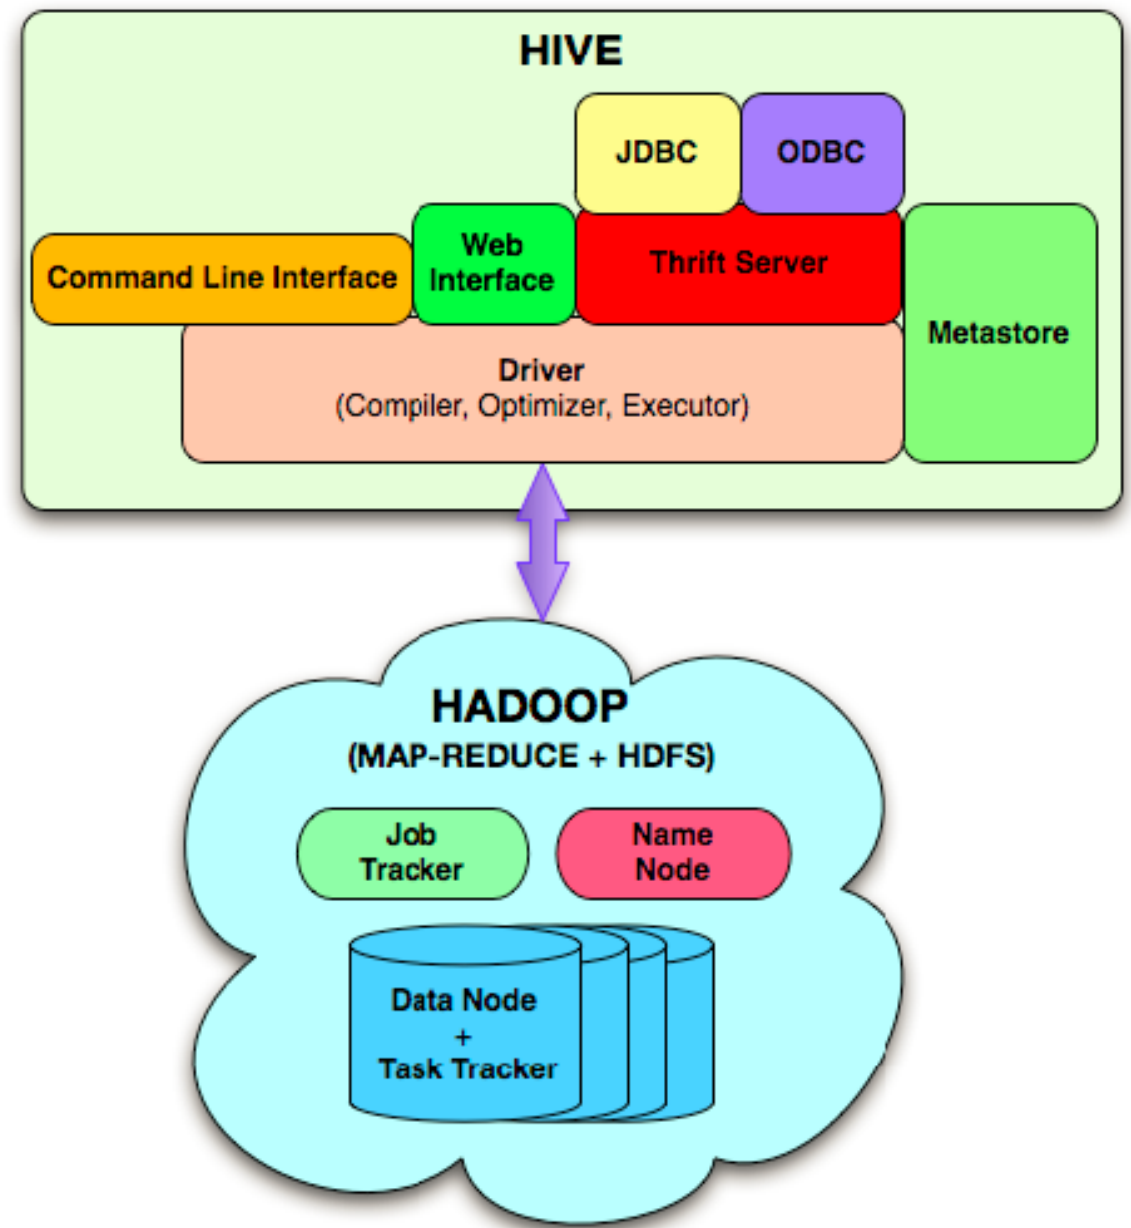 HIVE
JDBC
ODBC
Command Line Interface
Web
Interface
Thrift Server
Metastore
Driver
(Compiler, Optimizer, Executor)
HADOOP
(MAP-REDUCE + HDFS)
Job
Tracker
Name
Node
Data Node
+
Task Tracker